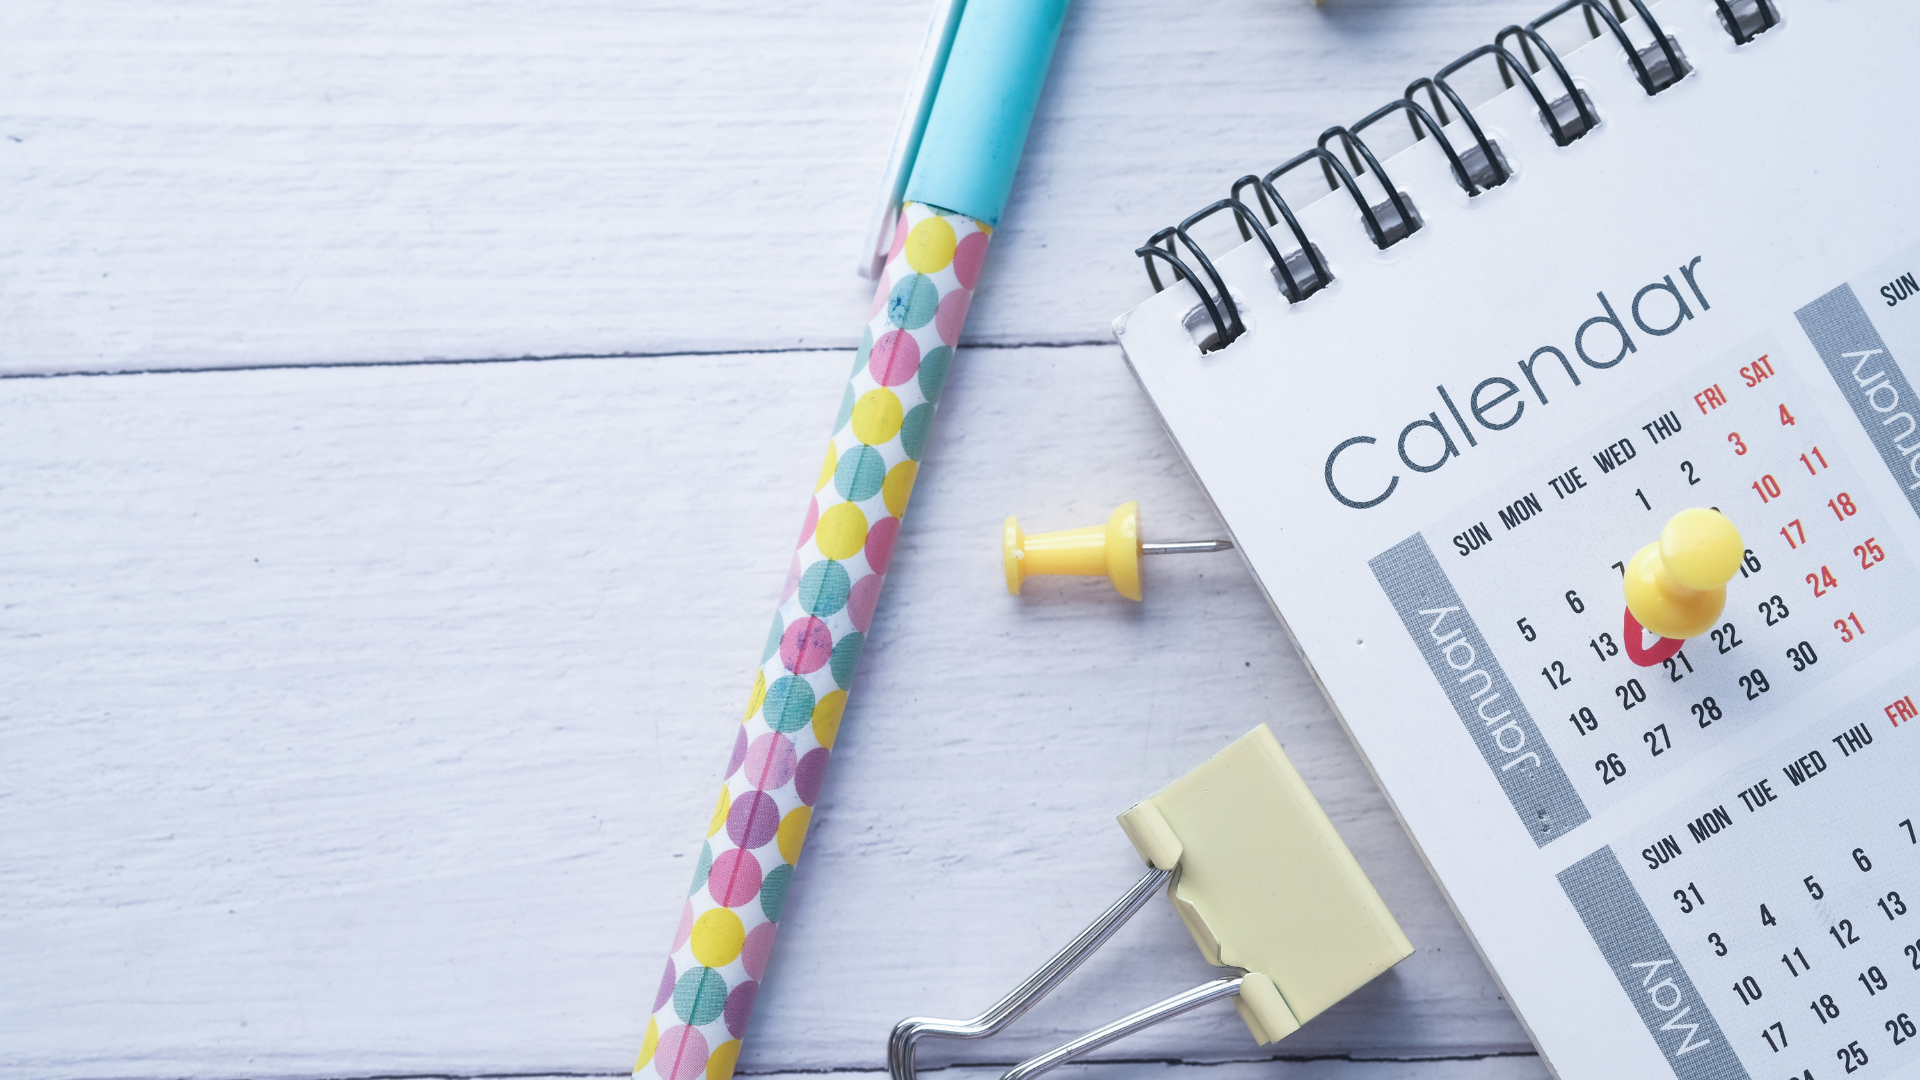 Calendar
January
SUN MON TUE WED THU FRI SAT
1 2 3 4
5 6 7 10 11
12 13 16 17 18
19 20 21 22 23 24 25
26 27 28 29 30 31
SUN
May
SUN MON TUE WED THU FRI
31
3 4 5 6 7
10 11 12 13
17 18 19
25 26